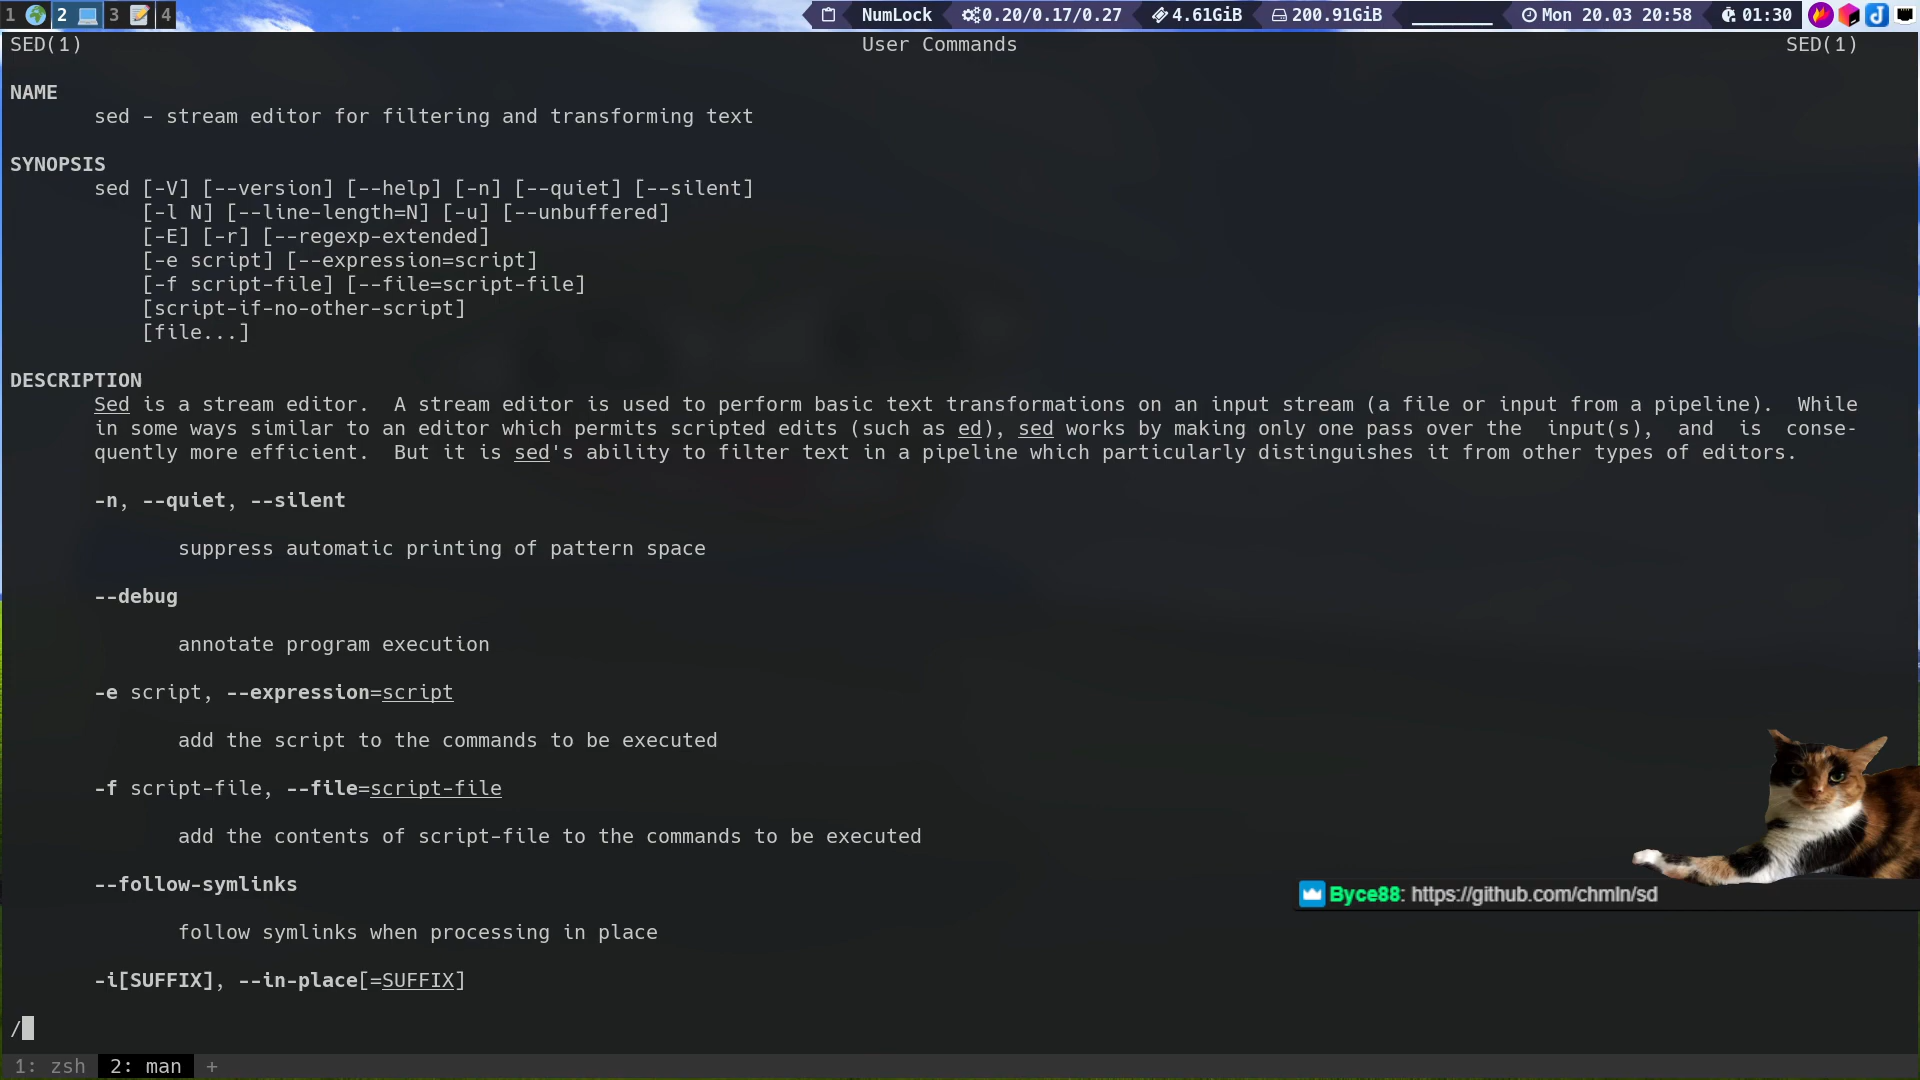 1 2 3 4 NumLock 0.20/0.17/0.27 4.61GiB 200.91GiB Mon 20.03 20:58 01:30
SED(1) User Commands SED(1)
NAME
sed - stream editor for filtering and transforming text
SYNOPSIS
sed [-V] [--version] [--help] [-n] [--quiet] [--silent]
[-l N] [--line-length=N] [-u] [--unbuffered]
[-E] [-r] [--regexp-extended]
[-e script] [--expression=script]
[-f script-file] [--file=script-file]
[script-if-no-other-script]
[file...]
DESCRIPTION
Sed is a stream editor.  A stream editor is used to perform basic text transformations on an input stream (a file or input from a pipeline).  While
in some ways similar to an editor which permits scripted edits (such as ed), sed works by making only one pass over the  input(s),  and  is  conse-
quently more efficient.  But it is sed's ability to filter text in a pipeline which particularly distinguishes it from other types of editors.
-n, --quiet, --silent
suppress automatic printing of pattern space
--debug
annotate program execution
-e script, --expression=script
add the script to the commands to be executed
-f script-file, --file=script-file
add the contents of script-file to the commands to be executed
--follow-symlinks
Byce88: https://github.com/chmln/sd
follow symlinks when processing in place
-i[SUFFIX], --in-place[=SUFFIX]
/
1: zsh 2: man +